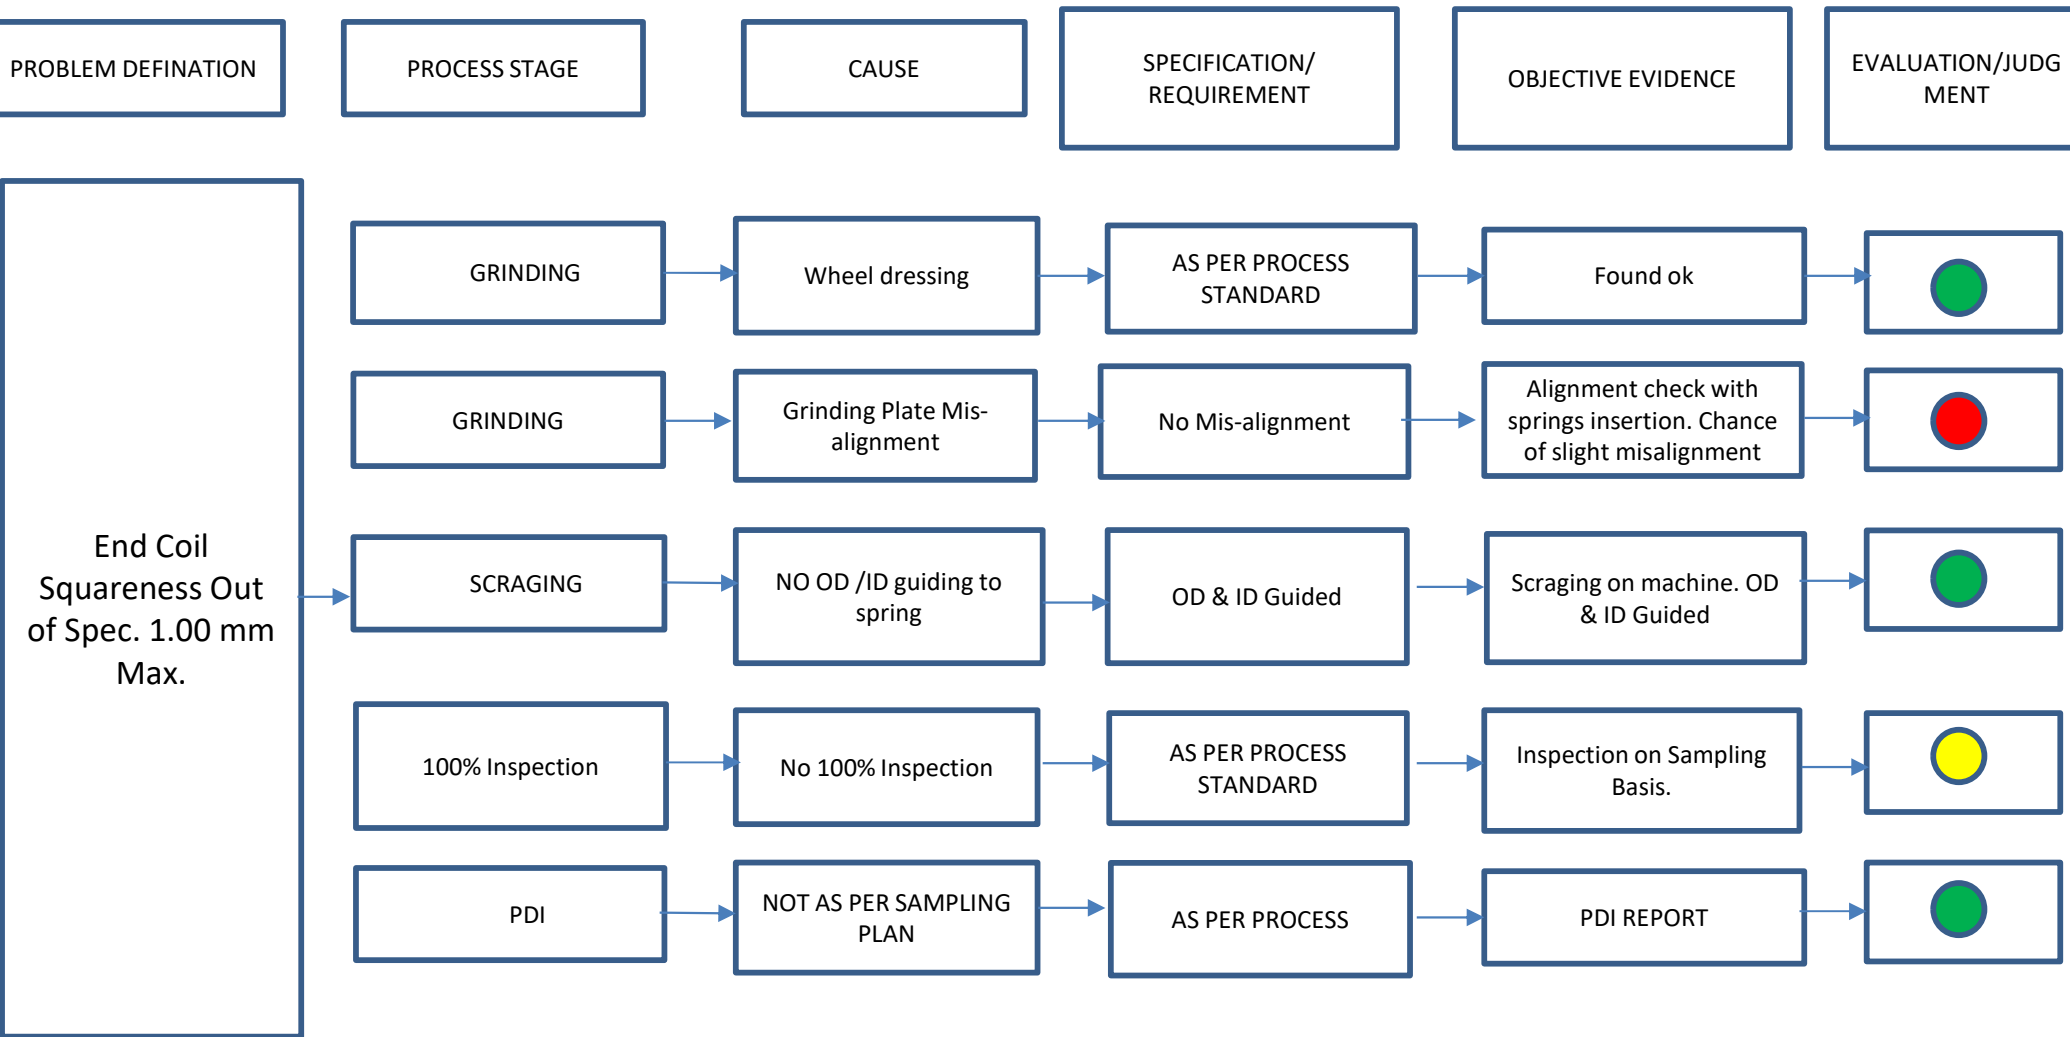 PROBLEM DEFINATION
PROCESS STAGE
CAUSE
SPECIFICATION/
REQUIREMENT
OBJECTIVE EVIDENCE
EVALUATION/JUDG
MENT
End Coil
Squareness Out
of Spec. 1.00 mm
Max.
GRINDING
Wheel dressing
AS PER PROCESS
STANDARD
Found ok
GRINDING
Grinding Plate Mis-
alignment
No Mis-alignment
Alignment check with
springs insertion. Chance
of slight misalignment
SCRAGING
NO OD /ID guiding to
spring
OD & ID Guided
Scraging on machine. OD
& ID Guided
100% Inspection
No 100% Inspection
AS PER PROCESS
STANDARD
Inspection on Sampling
Basis.
PDI
NOT AS PER SAMPLING
PLAN
AS PER PROCESS
PDI REPORT